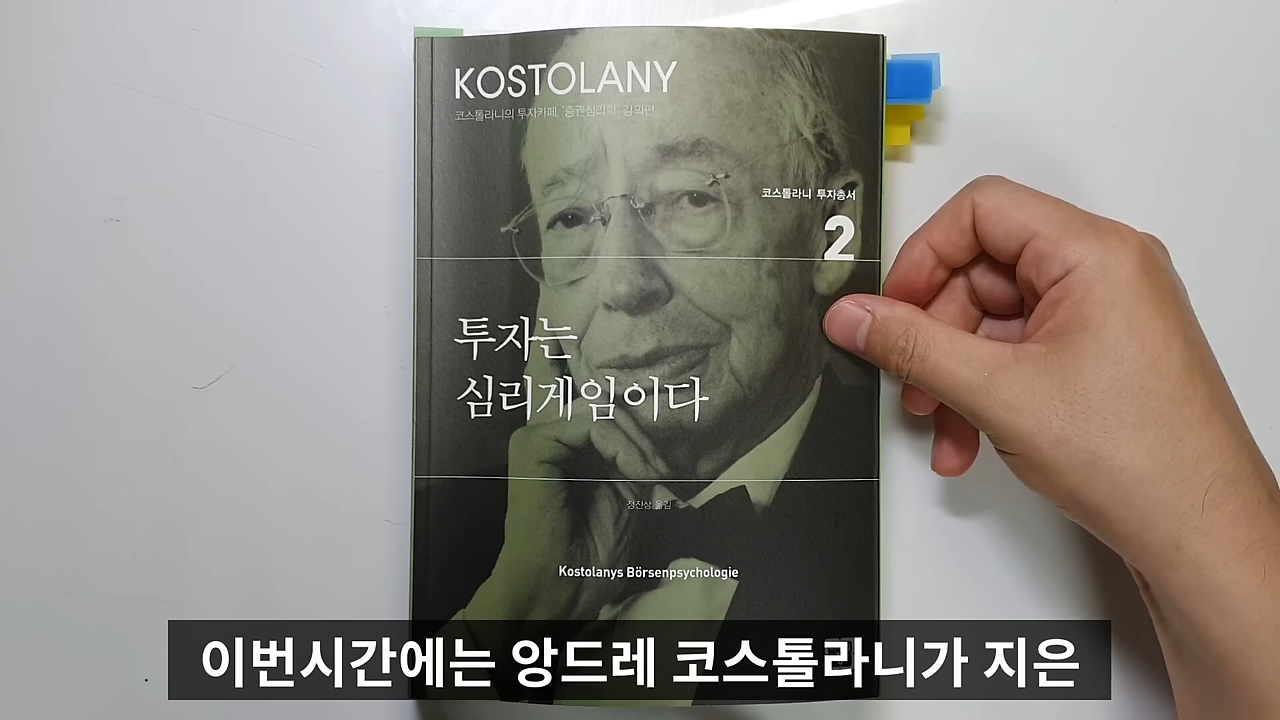 KOSTOLANY
코스톨라니의 투자카페, '증권심리학' 강의편
코스톨라니 투자총서
2
투자는
심리게임이다
정진상 옮김
Kostolanys Börsenpsychologie
이번시간에는 앙드레 코스톨라니가 지은